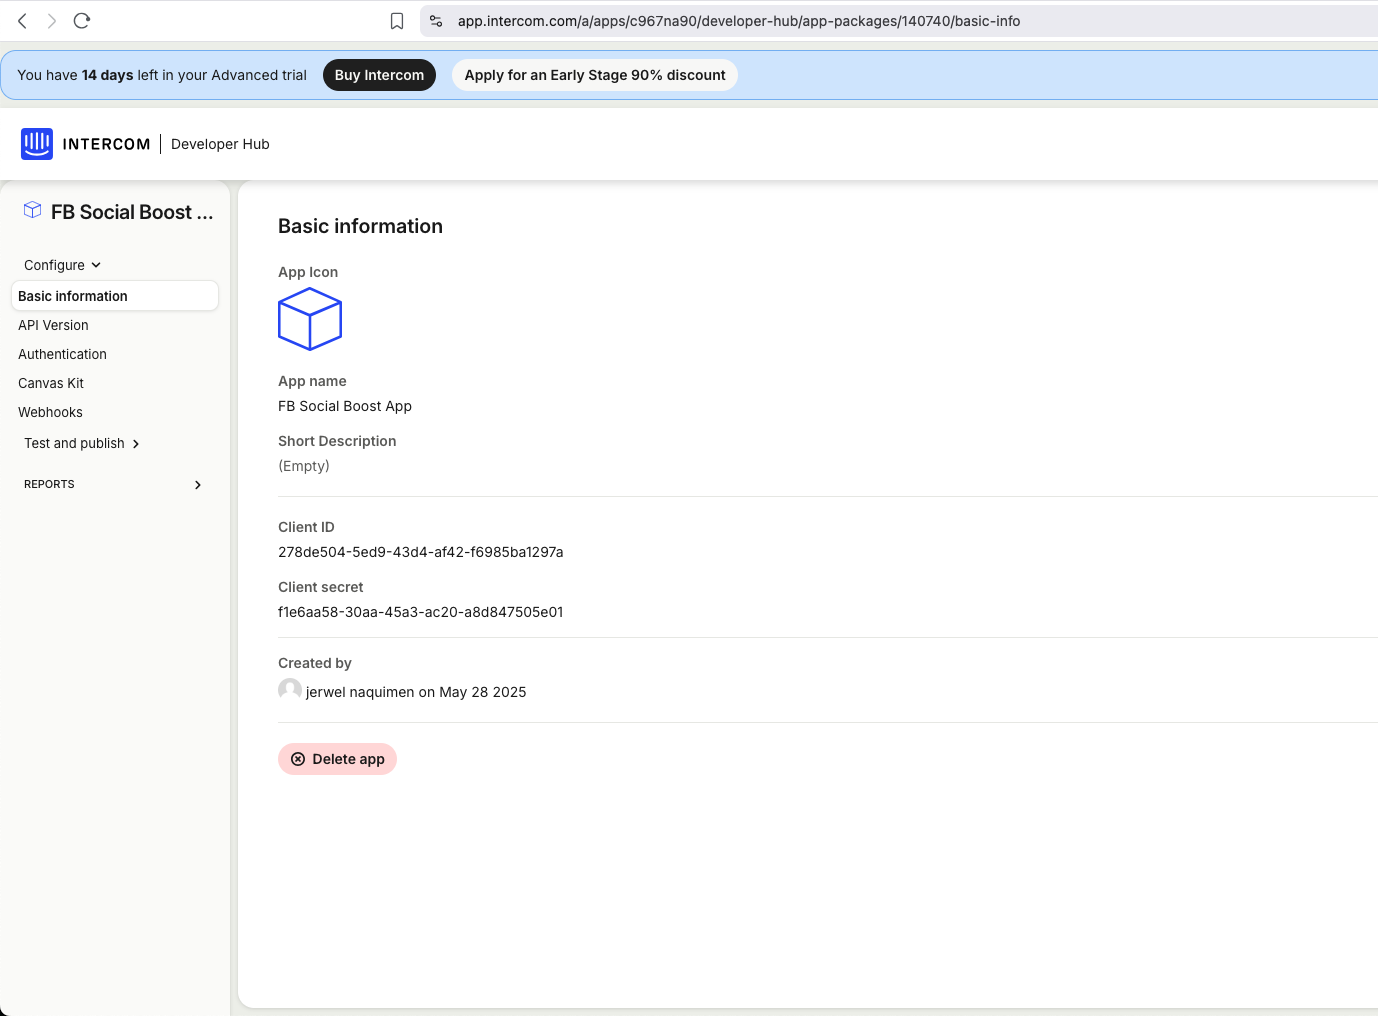 app.intercom.com/a/apps/c967na90/developer-hub/app-packages/140740/basic-info
You have 14 days left in your Advanced trial
Buy Intercom
Apply for an Early Stage 90% discount
INTERCOM
Developer Hub
FB Social Boost ...
Configure
Basic information
API Version
Authentication
Canvas Kit
Webhooks
Test and publish
REPORTS
Basic information
App Icon
App name
FB Social Boost App
Short Description
(Empty)
Client ID
278de504-5ed9-43d4-af42-f6985ba1297a
Client secret
f1e6aa58-30aa-45a3-ac20-a8d847505e01
Created by
jerwel naquimen on May 28 2025
Delete app